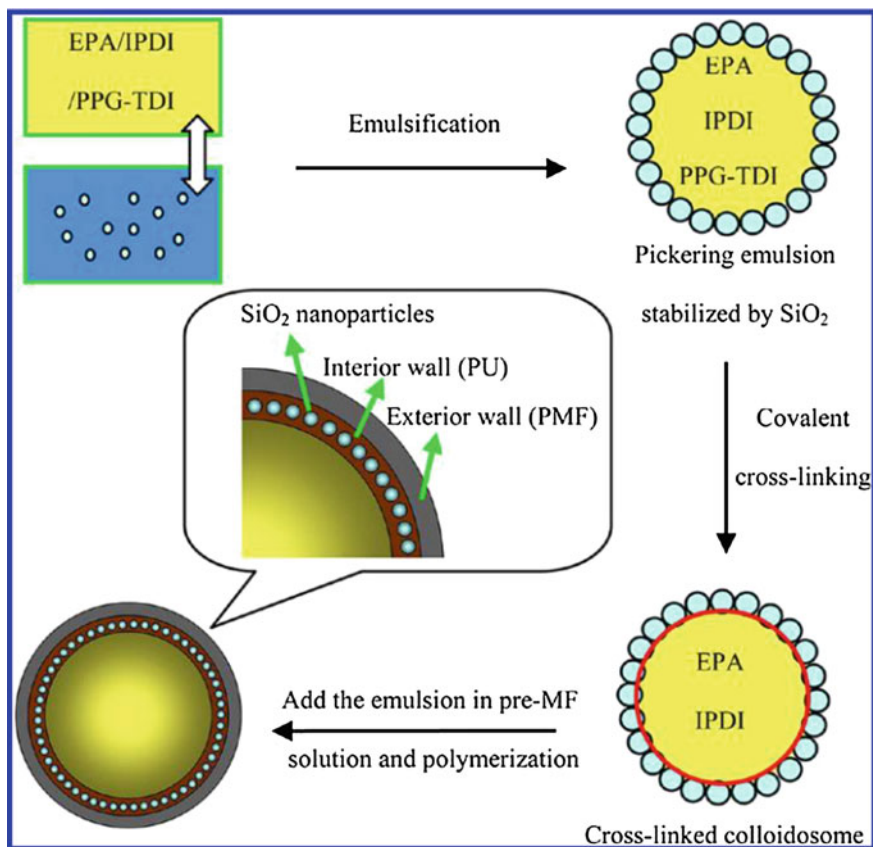 EPA/IPDI
/PPG-TDI
Emulsification
EPA
IPDI
PPG-TDI
Pickering emulsion
stabilized by SiO₂
SiO₂ nanoparticles
Interior wall (PU)
Exterior wall (PMF)
Covalent
cross-linking
EPA
IPDI
Cross-linked colloidosome
Add the emulsion in pre-MF
solution and polymerization